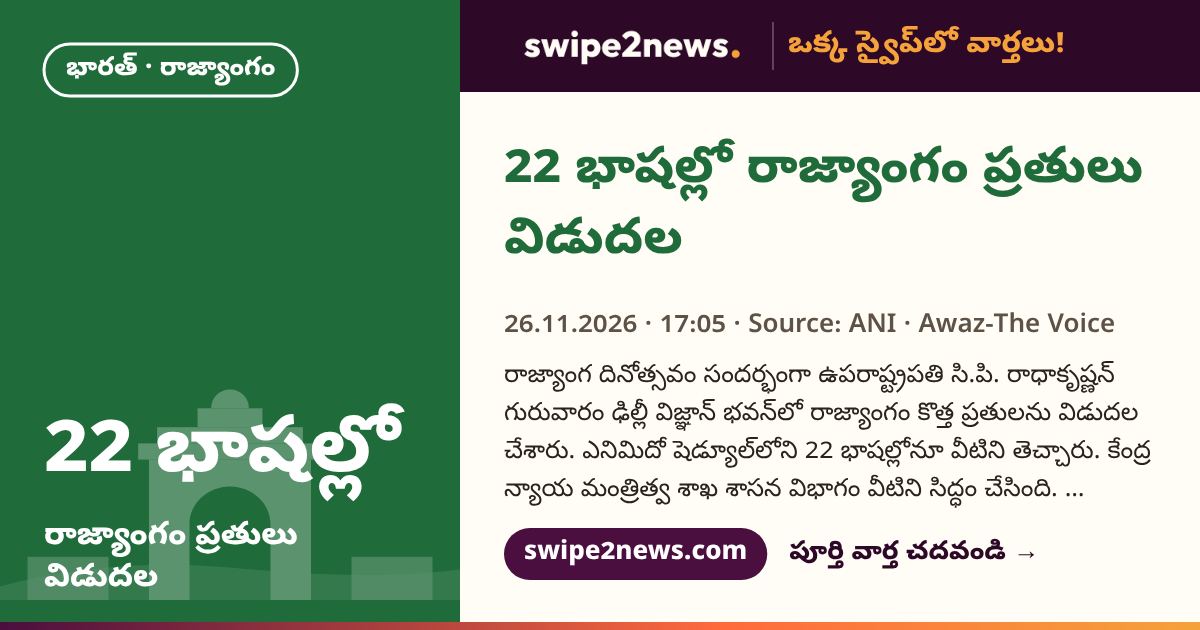 భారత్ · రాజ్యాంగం
22 భాషల్లో
రాజ్యాంగం ప్రతులు
విడుదల
swipe2news.
ఒక్క స్వైప్‌లో వార్తలు!
22 భాషల్లో రాజ్యాంగం ప్రతులు
విడుదల
26.11.2026 · 17:05 · Source: ANI · Awaz-The Voice
రాజ్యాంగ దినోత్సవం సందర్భంగా ఉపరాష్ట్రపతి సి.పి. రాధాకృష్ణన్
గురువారం ఢిల్లీ విజ్ఞాన్ భవన్‌లో రాజ్యాంగం కొత్త ప్రతులను విడుదల
చేశారు. ఎనిమిదో షెడ్యూల్‌లోని 22 భాషల్లోనూ వీటిని తెచ్చారు. కేంద్ర
న్యాయ మంత్రిత్వ శాఖ శాసన విభాగం వీటిని సిద్ధం చేసింది. ...
swipe2news.com
పూర్తి వార్త చదవండి →